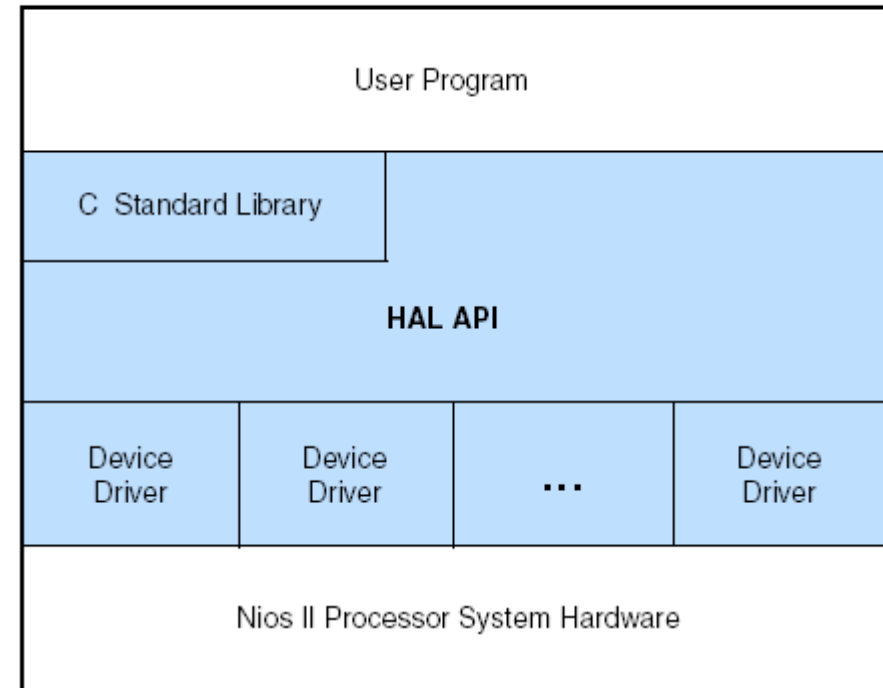 User Program
C Standard Library
HAL API
Device
Driver
Device
Driver
...
Device
Driver
Nios II Processor System Hardware